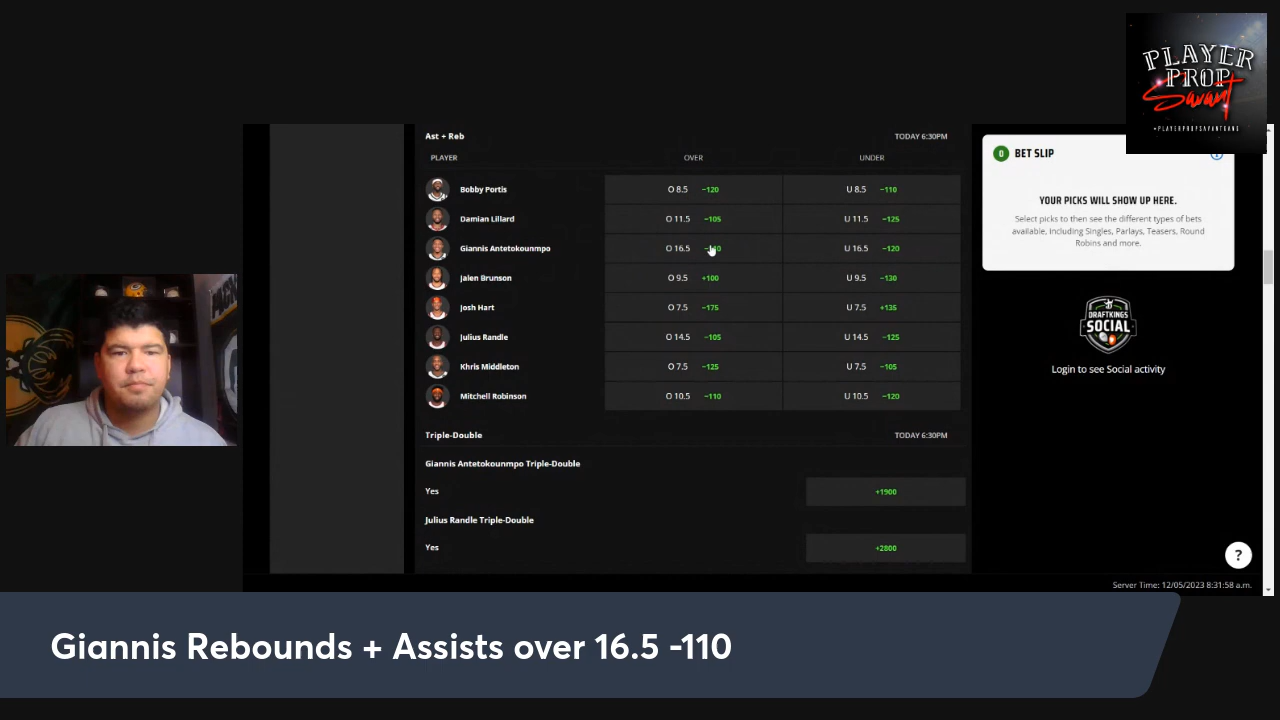 PLAYER
PROP
Savant
#PLAYERPROPSAVANTGANG
Ast + Reb TODAY 6:30PM
PLAYER OVER UNDER
Bobby Portis O 8.5 −120 U 8.5 −110
Damian Lillard O 11.5 −105 U 11.5 −125
Giannis Antetokounmpo O 16.5 U 16.5 −120
Jalen Brunson O 9.5 +100 U 9.5 −130
Josh Hart O 7.5 −175 U 7.5 +135
Julius Randle O 14.5 −105 U 14.5 −125
Khris Middleton O 7.5 −125 U 7.5 −105
Mitchell Robinson O 10.5 −110 U 10.5 −120
Triple-Double TODAY 6:30PM
Giannis Antetokounmpo Triple-Double
Yes +1900
Julius Randle Triple-Double
Yes +2800
0 BET SLIP
YOUR PICKS WILL SHOW UP HERE.
Select picks to then see the different types of bets
available, including Singles, Parlays, Teasers, Round
Robins and more.
DRAFTKINGS
SOCIAL
Login to see Social activity
?
Server Time: 12/05/2023 8:31:58 a.m.
Giannis Rebounds + Assists over 16.5 -110